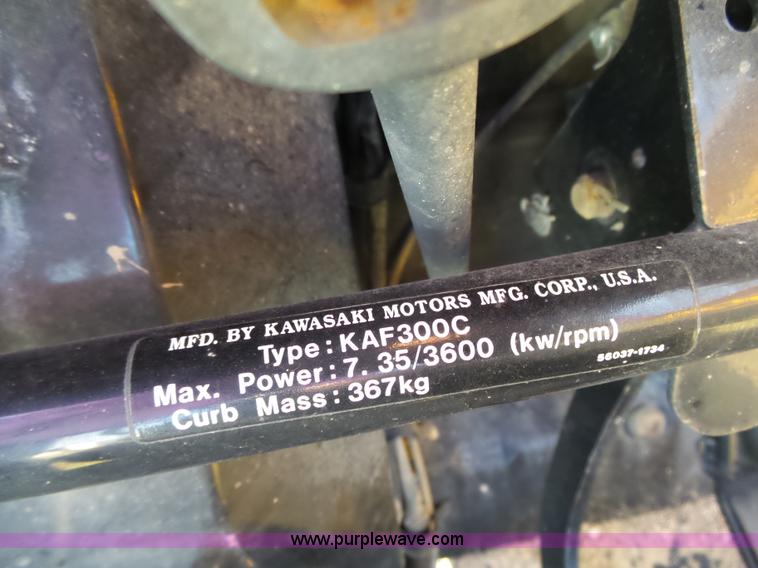 MFD. BY KAWASAKI MOTORS MFG. CORP., U.S.A.
Type: KAF300C
Max. Power: 7. 35/3600 (kw/rpm)
Curb Mass: 367kg
56037-1734
www.purplewave.com